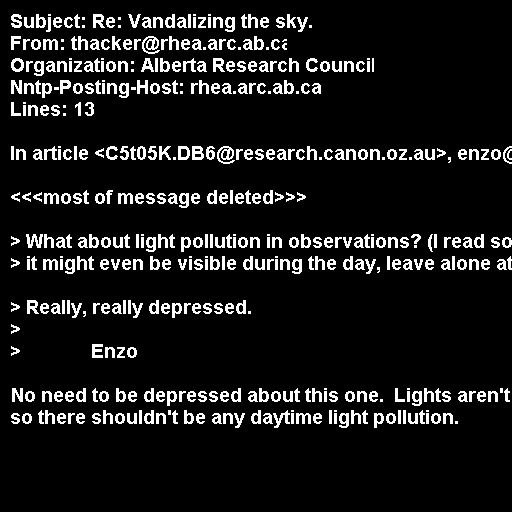 Subject: Re: Vandalizing the sky.
From: thacker@rhea.arc.ab.ca
Organization: Alberta Research Council
Nntp-Posting-Host: rhea.arc.ab.ca
Lines: 13

In article <C5t05K.DB6@research.canon.oz.au>, enzo@

<<<most of message deleted>>>

> What about light pollution in observations? (I read so
> it might even be visible during the day, leave alone at

> Really, really depressed.
>
>             Enzo

No need to be depressed about this one.  Lights aren't
so there shouldn't be any daytime light pollution.